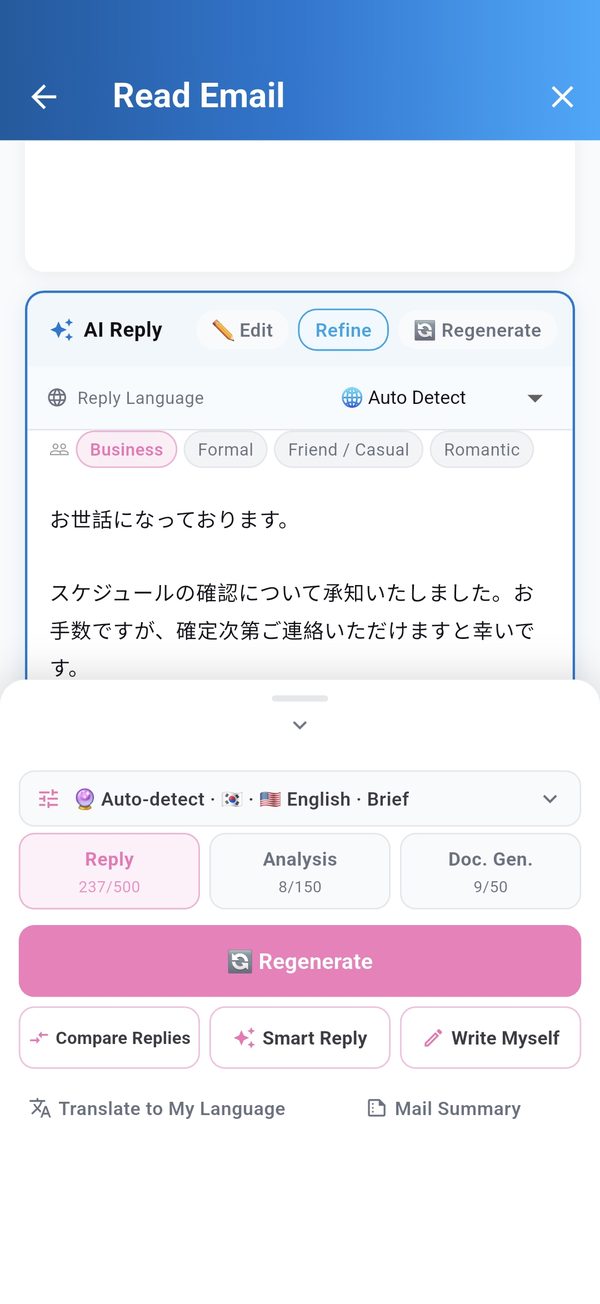 Read Email
AI Reply
Edit
Refine
Regenerate
Reply Language
Auto Detect
Business
Formal
Friend / Casual
Romantic
お世話になっております。
スケジュールの確認について承知いたしました。お
手数ですが、確定次第ご連絡いただけますと幸いで
す。
Auto-detect · 🇰🇷 · 🇺🇸 English · Brief
Reply
237/500
Analysis
8/150
Doc. Gen.
9/50
Regenerate
Compare Replies
Smart Reply
Write Myself
Translate to My Language
Mail Summary